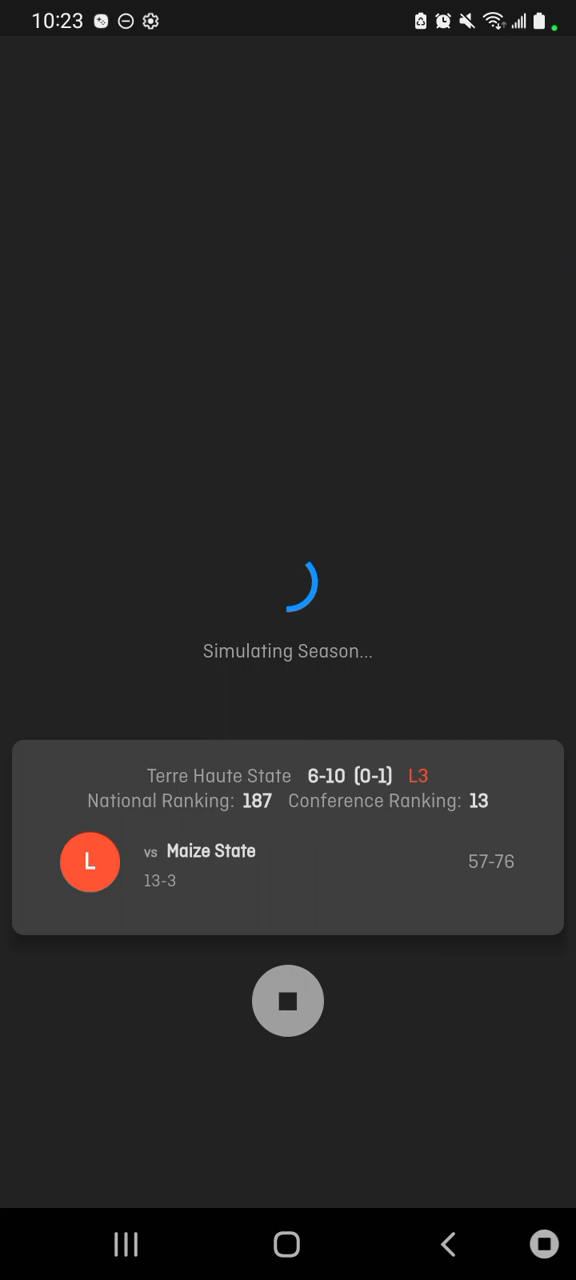 10:23
Simulating Season...
Terre Haute State 6-10 (0-1) L3
National Ranking: 187 Conference Ranking: 13
L vs Maize State 57-76
13-3